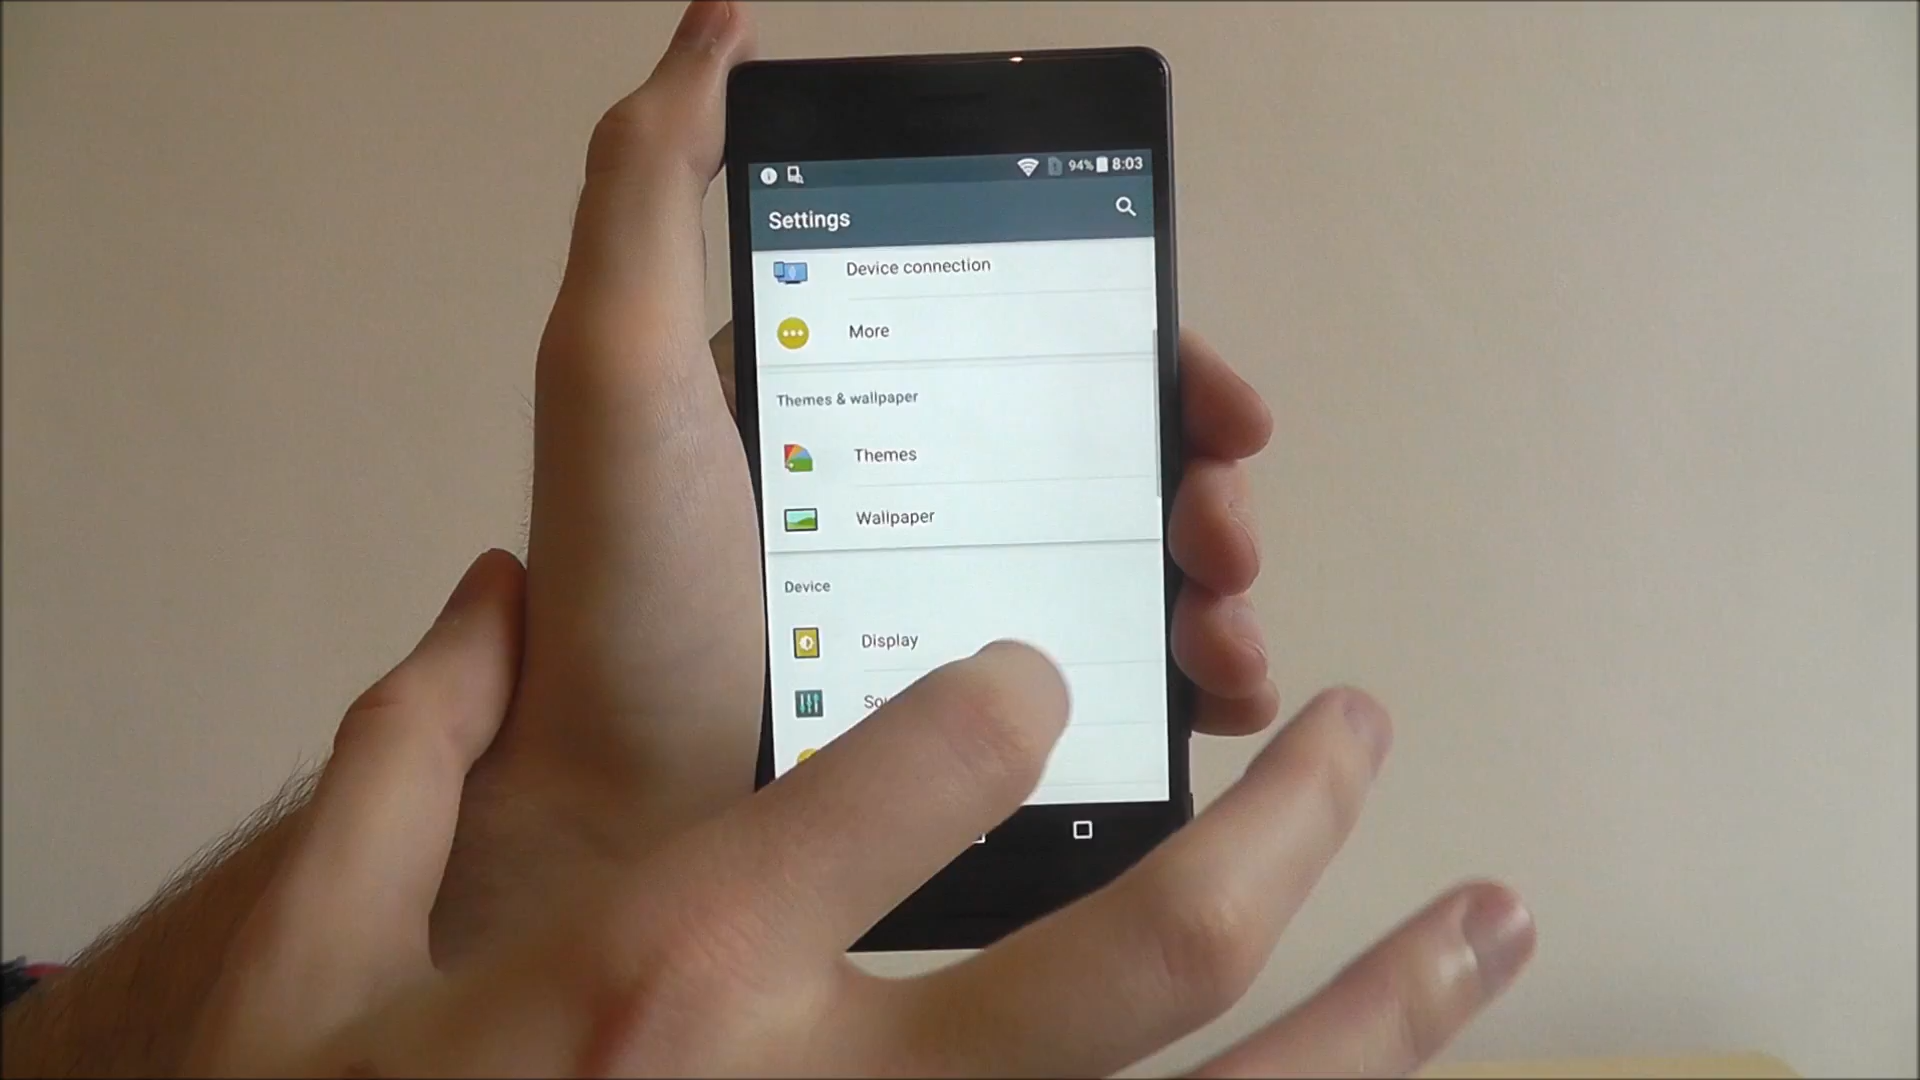 94% 8:03
Settings
Device connection
More
Themes & wallpaper
Themes
Wallpaper
Device
Display